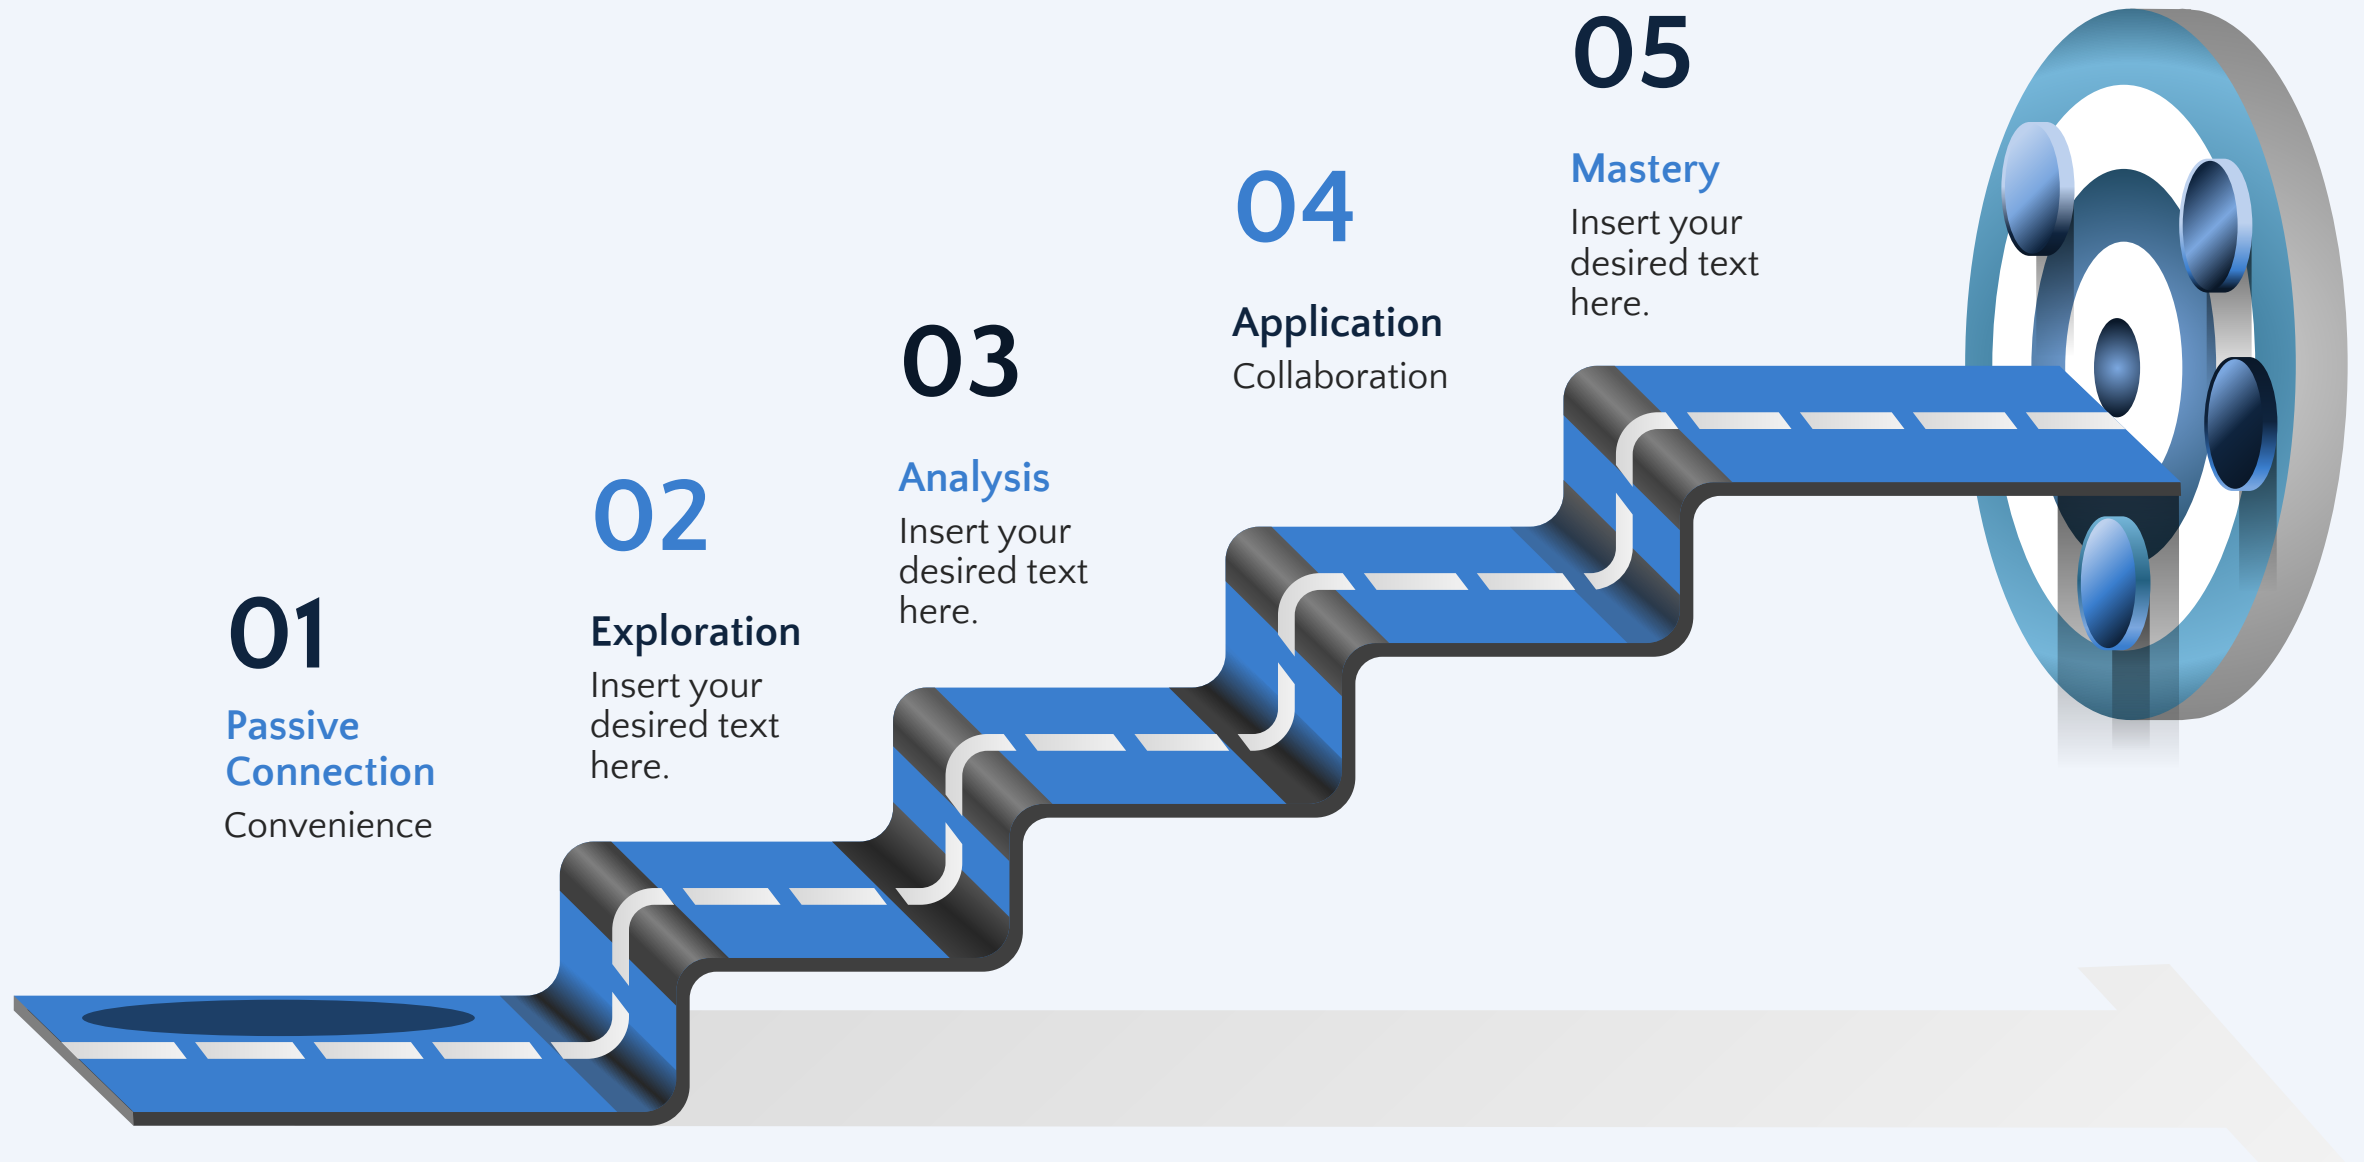 01
Passive
Connection
Convenience
02
Exploration
Insert your
desired text
here.
03
Analysis
Insert your
desired text
here.
04
Application
Collaboration
05
Mastery
Insert your
desired text
here.